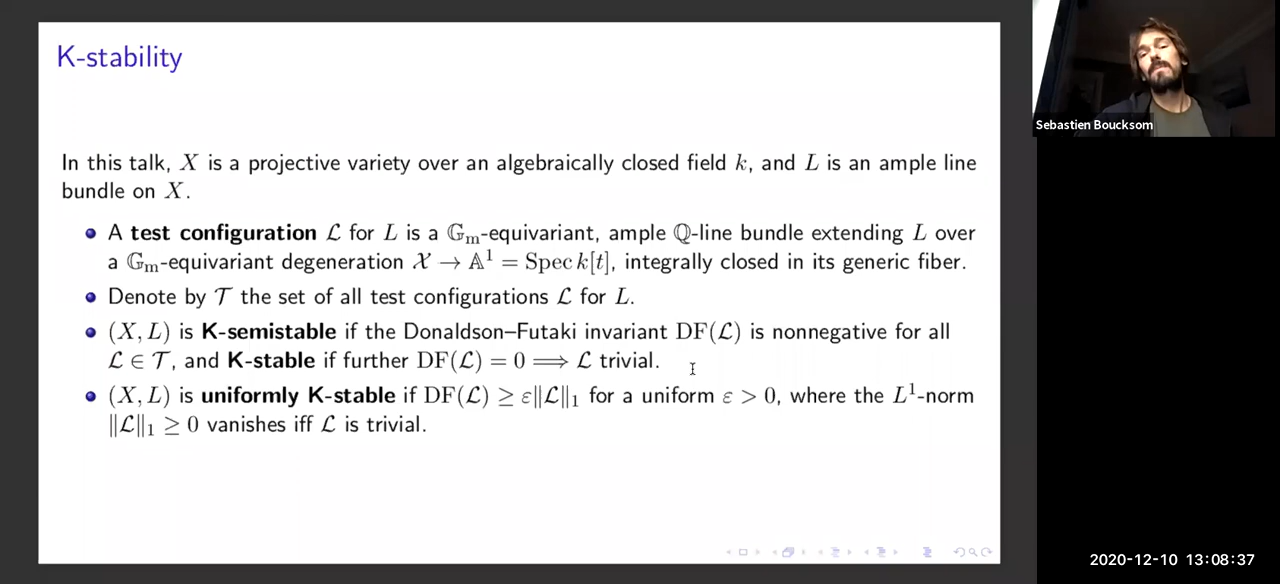 K-stability
In this talk, X is a projective variety over an algebraically closed field k, and L is an ample line
bundle on X.
A test configuration ℒ for L is a 𝔾ₘ-equivariant, ample ℚ-line bundle extending L over
a 𝔾ₘ-equivariant degeneration 𝒳 → 𝔸¹ = Spec k[t], integrally closed in its generic fiber.
Denote by 𝒯 the set of all test configurations ℒ for L.
(X, L) is K-semistable if the Donaldson–Futaki invariant DF(ℒ) is nonnegative for all
ℒ ∈ 𝒯, and K-stable if further DF(ℒ) = 0 ⟹ ℒ trivial.
(X, L) is uniformly K-stable if DF(ℒ) ≥ ε‖ℒ‖₁ for a uniform ε > 0, where the L¹-norm
‖ℒ‖₁ ≥ 0 vanishes iff ℒ is trivial.
Sebastien Boucksom
2020-12-10 13:08:37